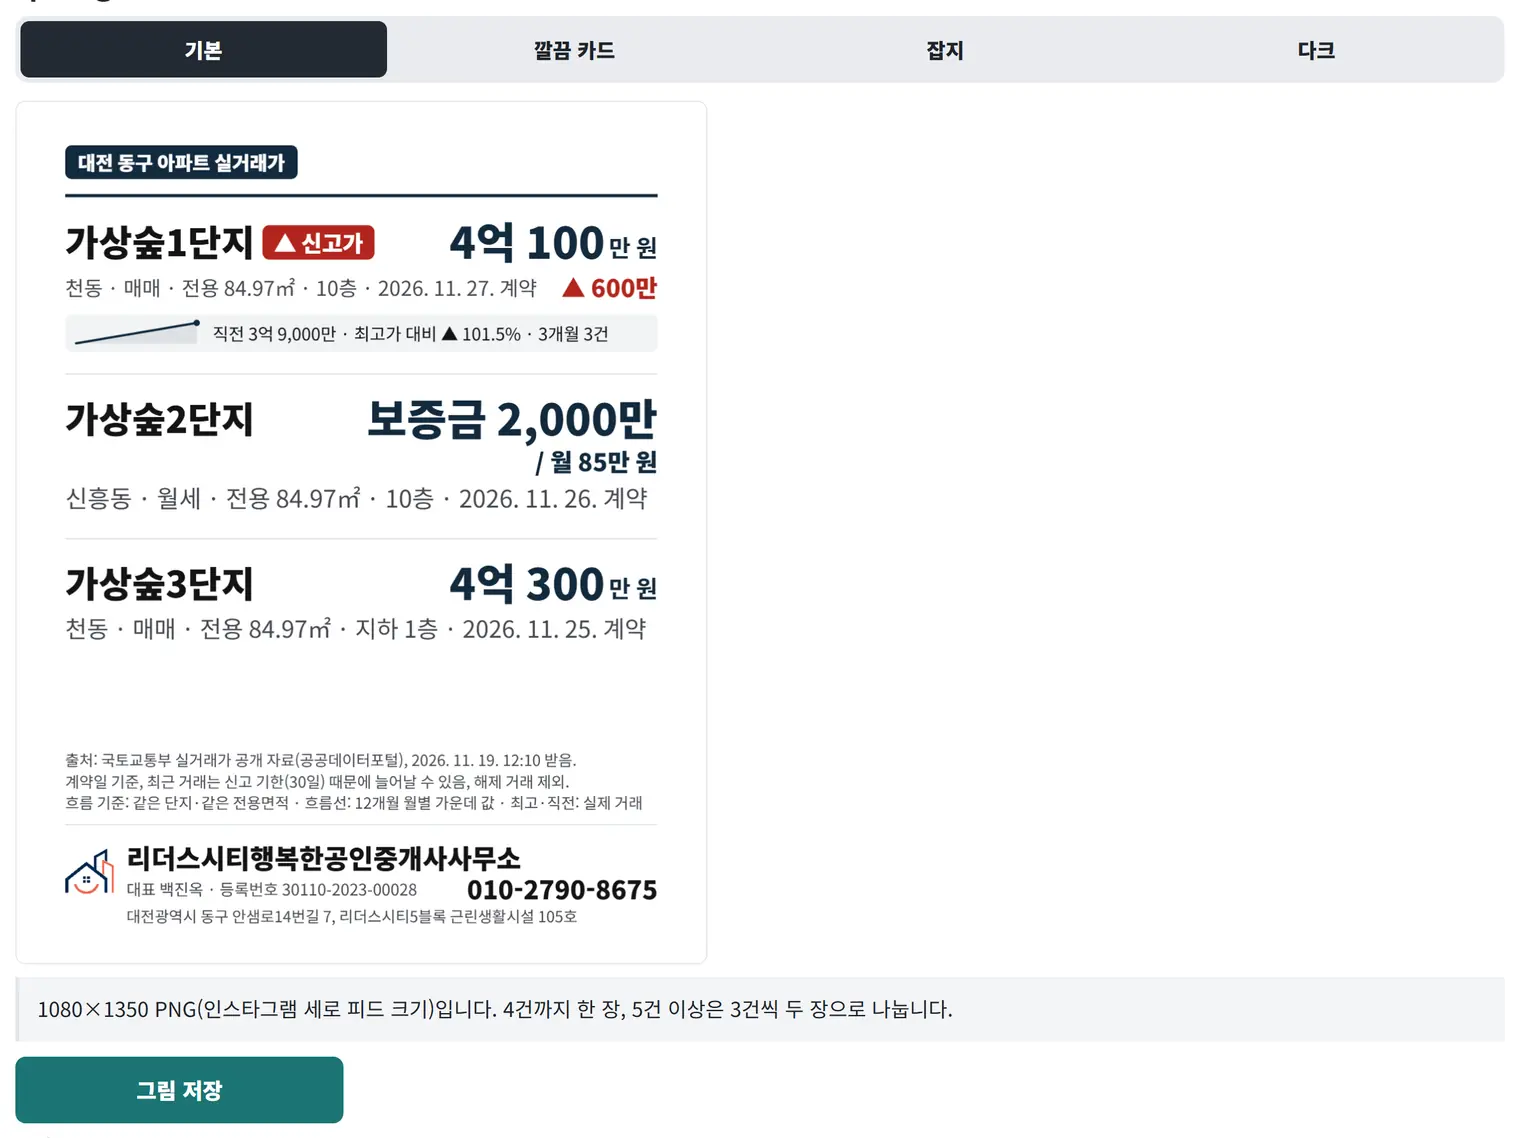 기본 깔끔 카드 잡지 다크
대전 동구 아파트 실거래가
가상숲1단지 ▲ 신고가 4억 100만 원
천동 · 매매 · 전용 84.97㎡ · 10층 · 2026. 11. 27. 계약 ▲ 600만
직전 3억 9,000만 · 최고가 대비 ▲ 101.5% · 3개월 3건
가상숲2단지 보증금 2,000만
/ 월 85만 원
신흥동 · 월세 · 전용 84.97㎡ · 10층 · 2026. 11. 26. 계약
가상숲3단지 4억 300만 원
천동 · 매매 · 전용 84.97㎡ · 지하 1층 · 2026. 11. 25. 계약
출처: 국토교통부 실거래가 공개 자료(공공데이터포털), 2026. 11. 19. 12:10 받음.
계약일 기준, 최근 거래는 신고 기한(30일) 때문에 늘어날 수 있음, 해제 거래 제외.
흐름 기준: 같은 단지·같은 전용면적 · 흐름선: 12개월 월별 가운데 값 · 최고·직전: 실제 거래
리더스시티행복한공인중개사사무소
대표 백진옥 · 등록번호 30110-2023-00028 010-2790-8675
대전광역시 동구 안샘로14번길 7, 리더스시티5블록 근린생활시설 105호
1080×1350 PNG(인스타그램 세로 피드 크기)입니다. 4건까지 한 장, 5건 이상은 3건씩 두 장으로 나눕니다.
그림 저장